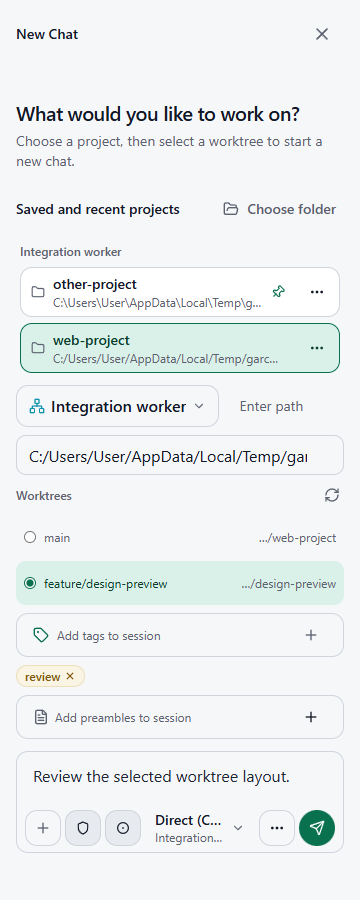 New Chat
What would you like to work on?
Choose a project, then select a worktree to start a
new chat.
Saved and recent projects
Choose folder
Integration worker
other-project
C:\Users\User\AppData\Local\Temp\g...
web-project
C:/Users/User/AppData/Local/Temp/garc...
Integration worker
Enter path
C:/Users/User/AppData/Local/Temp/gar
Worktrees
main
.../web-project
feature/design-preview
.../design-preview
Add tags to session
review
Add preambles to session
Review the selected worktree layout.
Direct (C...
Integration...